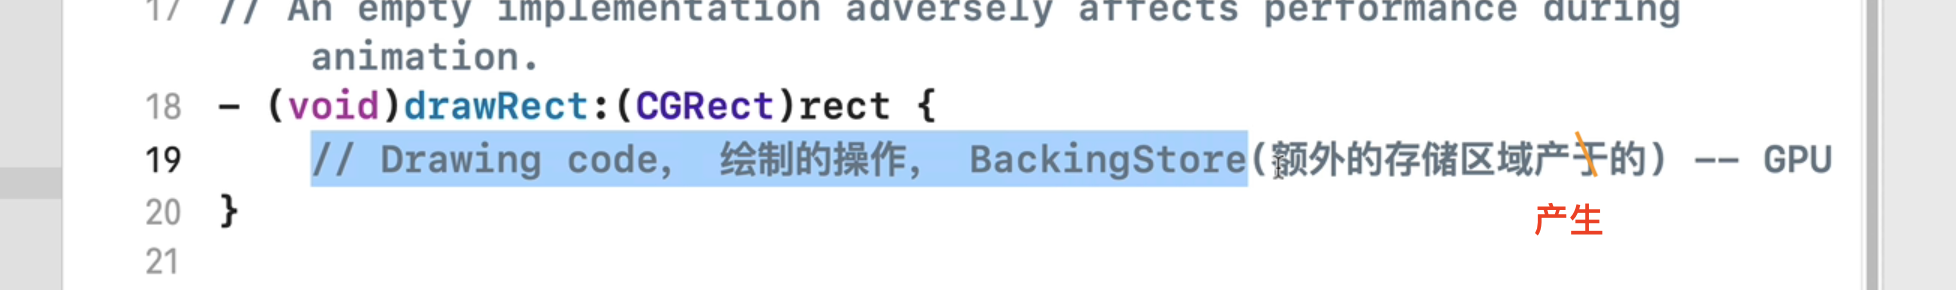 17 // An empty implementation adversely affects performance during
animation.
18 - (void)drawRect:(CGRect)rect {
19 // Drawing code, 绘制的操作, BackingStore(额外的存储区域产于的) -- GPU
20 }
产生
21